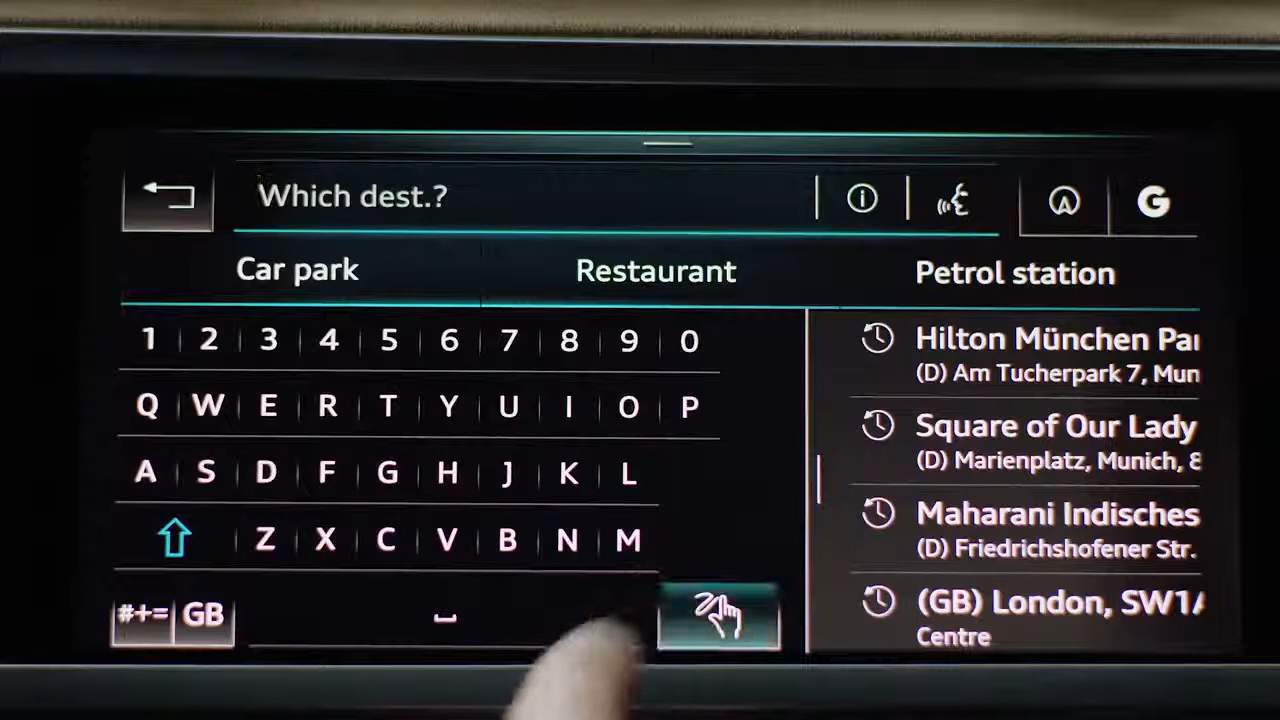 Which dest.?
G
Car park Restaurant Petrol station
1 2 3 4 5 6 7 8 9 0
Q W E R T Y U I O P
A S D F G H J K L
Z X C V B N M
#+= GB
Hilton München Par
(D) Am Tucherpark 7, Mun
Square of Our Lady
(D) Marienplatz, Munich, 8
Maharani Indisches
(D) Friedrichshofener Str.
(GB) London, SW1A
Centre